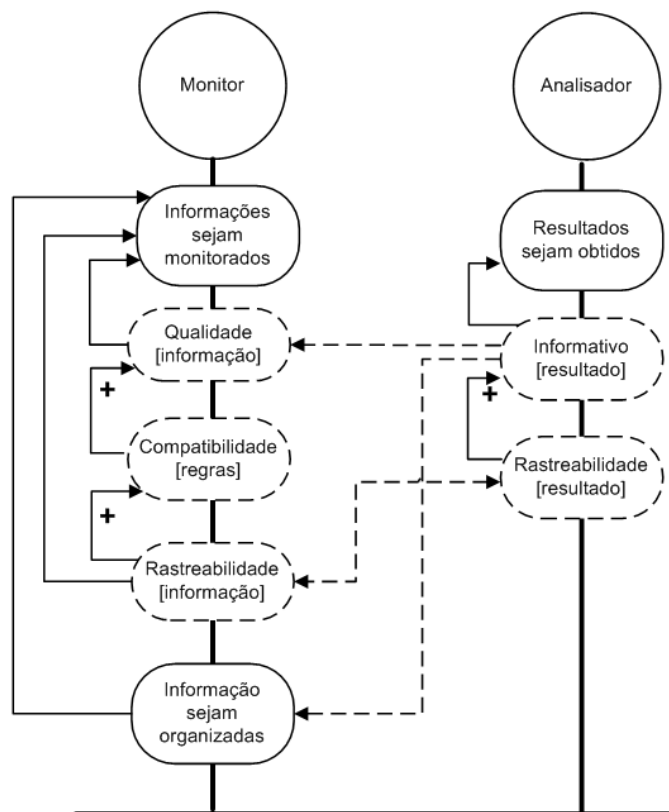 Monitor
Analisador
Informações
sejam
monitorados
Resultados
sejam obtidos
Qualidade
[informação]
Informativo
[resultado]
+
+
Compatibilidade
[regras]
Rastreabilidade
[resultado]
+
Rastreabilidade
[informação]
Informação
sejam
organizadas